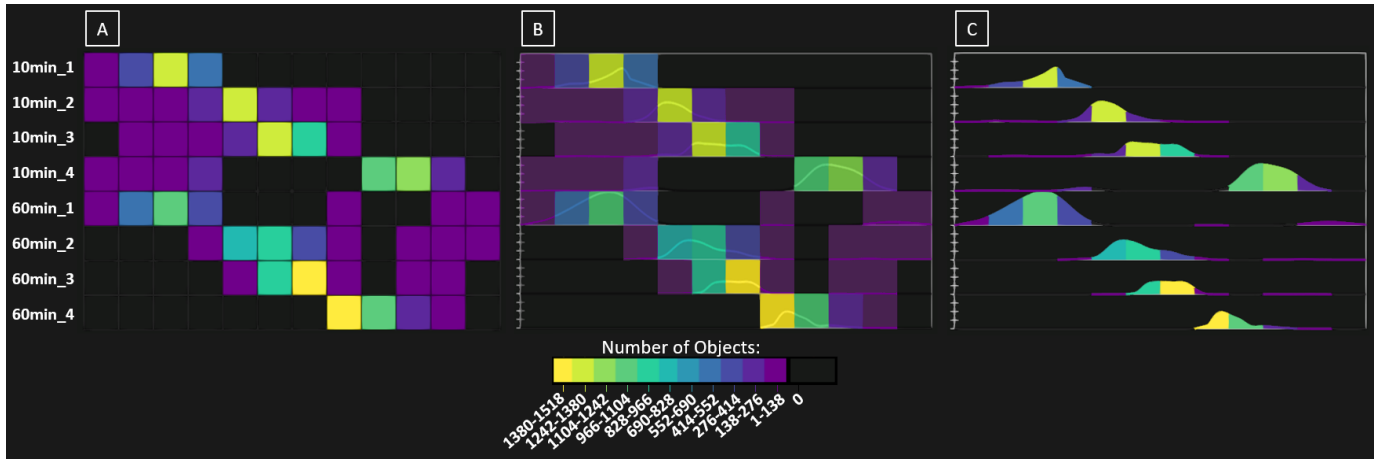 A
B
C
10min_1
10min_2
10min_3
10min_4
60min_1
60min_2
60min_3
60min_4
Number of Objects:
1380-1518
1242-1380
1104-1242
966-1104
828-966
690-828
552-690
414-552
276-414
138-276
1-138
0